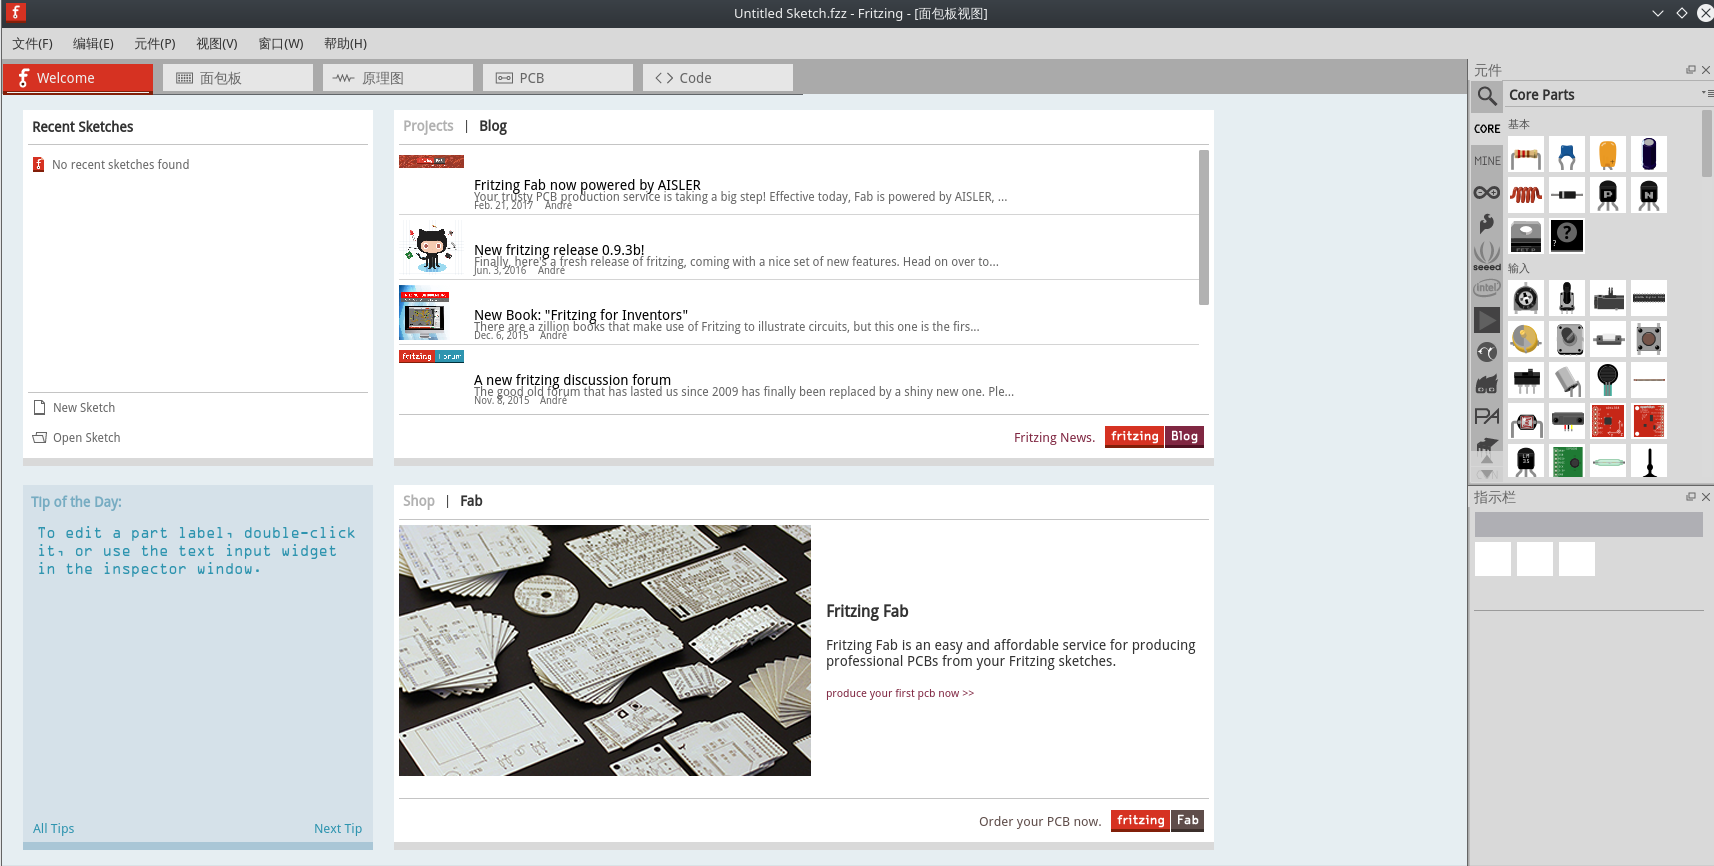 Untitled Sketch.fzz - Fritzing - [面包板视图]
文件(F) 编辑(E) 元件(P) 视图(V) 窗口(W) 帮助(H)
Welcome 面包板 原理图 PCB Code
Recent Sketches
No recent sketches found
New Sketch
Open Sketch
Projects | Blog
Fritzing Fab now powered by AISLER
Your trusty PCB production service is taking a big step! Effective today, Fab is powered by AISLER, ...
Feb. 21, 2017 André
New fritzing release 0.9.3b!
Finally, here's a fresh release of fritzing, coming with a nice set of new features. Head on over to...
Jun. 3, 2016 André
New Book: "Fritzing for Inventors"
There are a zillion books that make use of Fritzing to illustrate circuits, but this one is the firs...
Dec. 6, 2015 André
fritzing Forum
A new fritzing discussion forum
The good old forum that has lasted us since 2009 has finally been replaced by a shiny new one. Ple...
Nov. 8, 2015 André
Fritzing News. fritzing Blog
Tip of the Day:
To edit a part label, double-click
it, or use the text input widget
in the inspector window.
All Tips Next Tip
Shop | Fab
Fritzing Fab
Fritzing Fab is an easy and affordable service for producing
professional PCBs from your Fritzing sketches.
produce your first pcb now >>
Order your PCB now. fritzing Fab
元件
Core Parts
CORE
MINE
seeed
intel
PA
基本
P
N
输入
指示栏